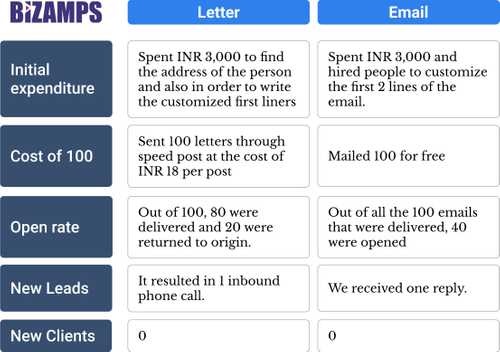 BiZAMPS
Letter
Email
Initial
expenditure
Spent INR 3,000 to find
the address of the person
and also in order to write
the customized first liners
Spent INR 3,000 and
hired people to customize
the first 2 lines of the
email.
Cost of 100
Sent 100 letters through
speed post at the cost of
INR 18 per post
Mailed 100 for free
Open rate
Out of 100, 80 were
delivered and 20 were
returned to origin.
Out of all the 100 emails
that were delivered, 40
were opened
New Leads
It resulted in 1 inbound
phone call.
We received one reply.
New Clients
0
0